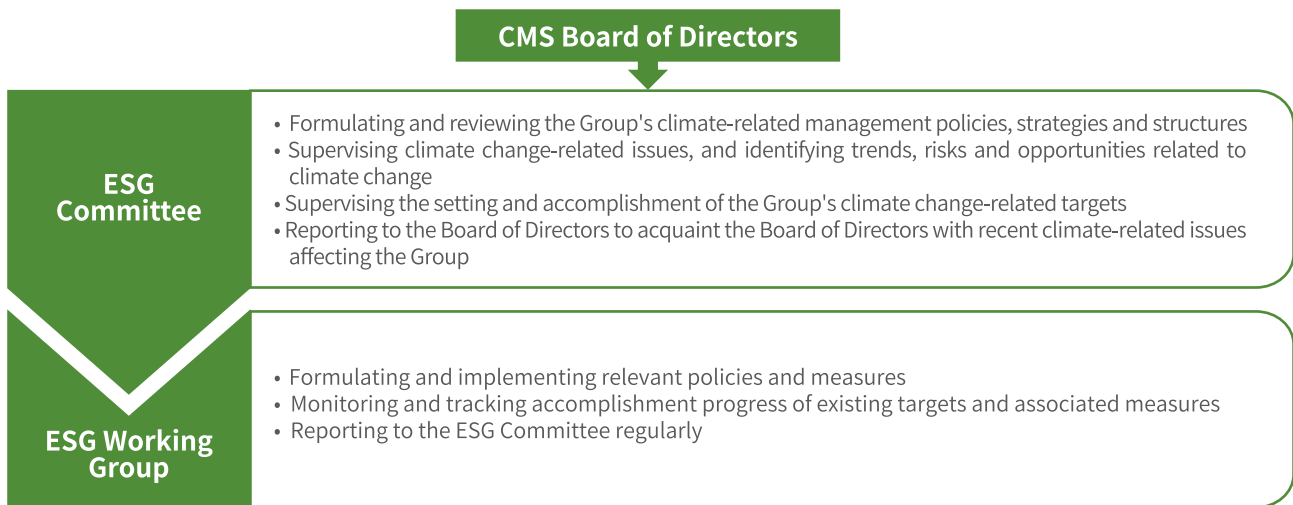 CMS Board of Directors
ESG
Committee
• Formulating and reviewing the Group's climate-related management policies, strategies and structures
• Supervising climate change-related issues, and identifying trends, risks and opportunities related to
climate change
• Supervising the setting and accomplishment of the Group's climate change-related targets
• Reporting to the Board of Directors to acquaint the Board of Directors with recent climate-related issues
affecting the Group
ESG Working
Group
• Formulating and implementing relevant policies and measures
• Monitoring and tracking accomplishment progress of existing targets and associated measures
• Reporting to the ESG Committee regularly